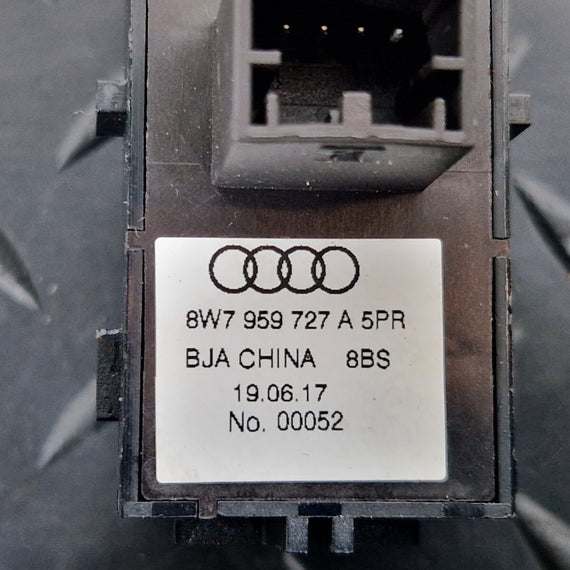 8W7 959 727 A 5PR
BJA CHINA 8BS
19.06.17
No. 00052